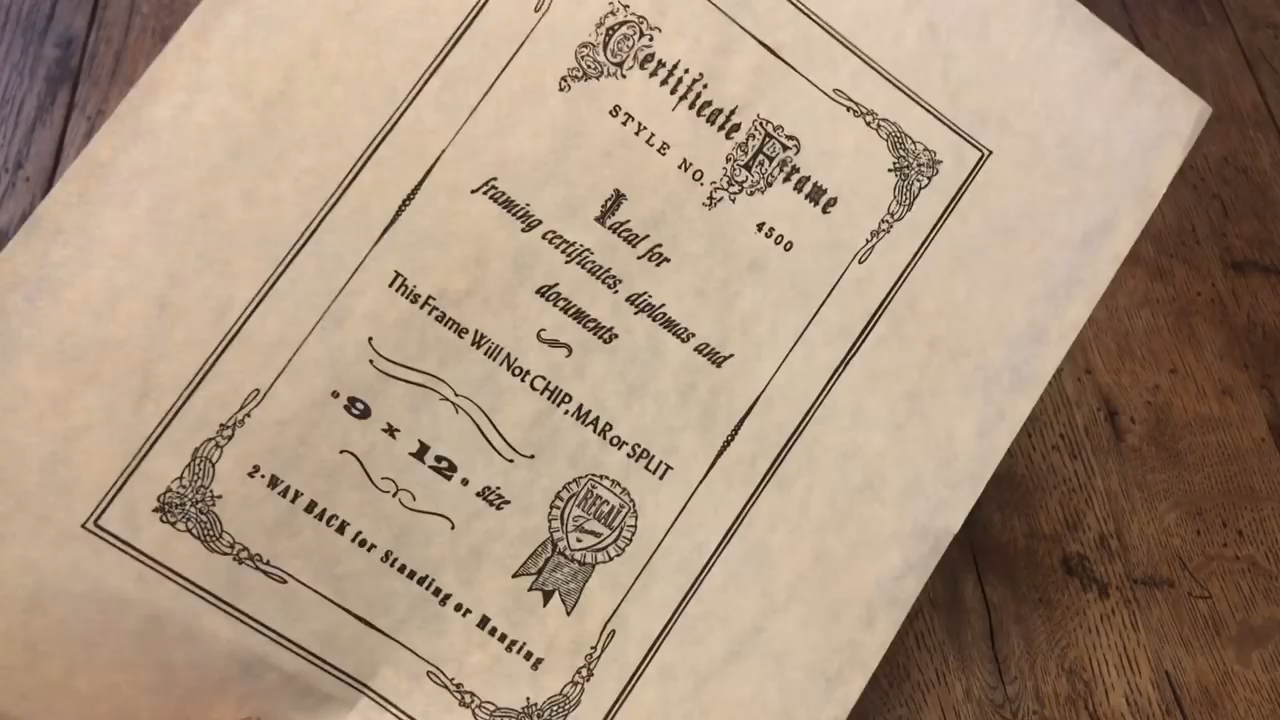 Certificate Frame
STYLE NO. 4500
Ideal for
framing certificates, diplomas and
documents
This Frame Will Not CHIP, MAR or SPLIT
9 x 12 size
REGAL
2-WAY BACK for Standing or Hanging